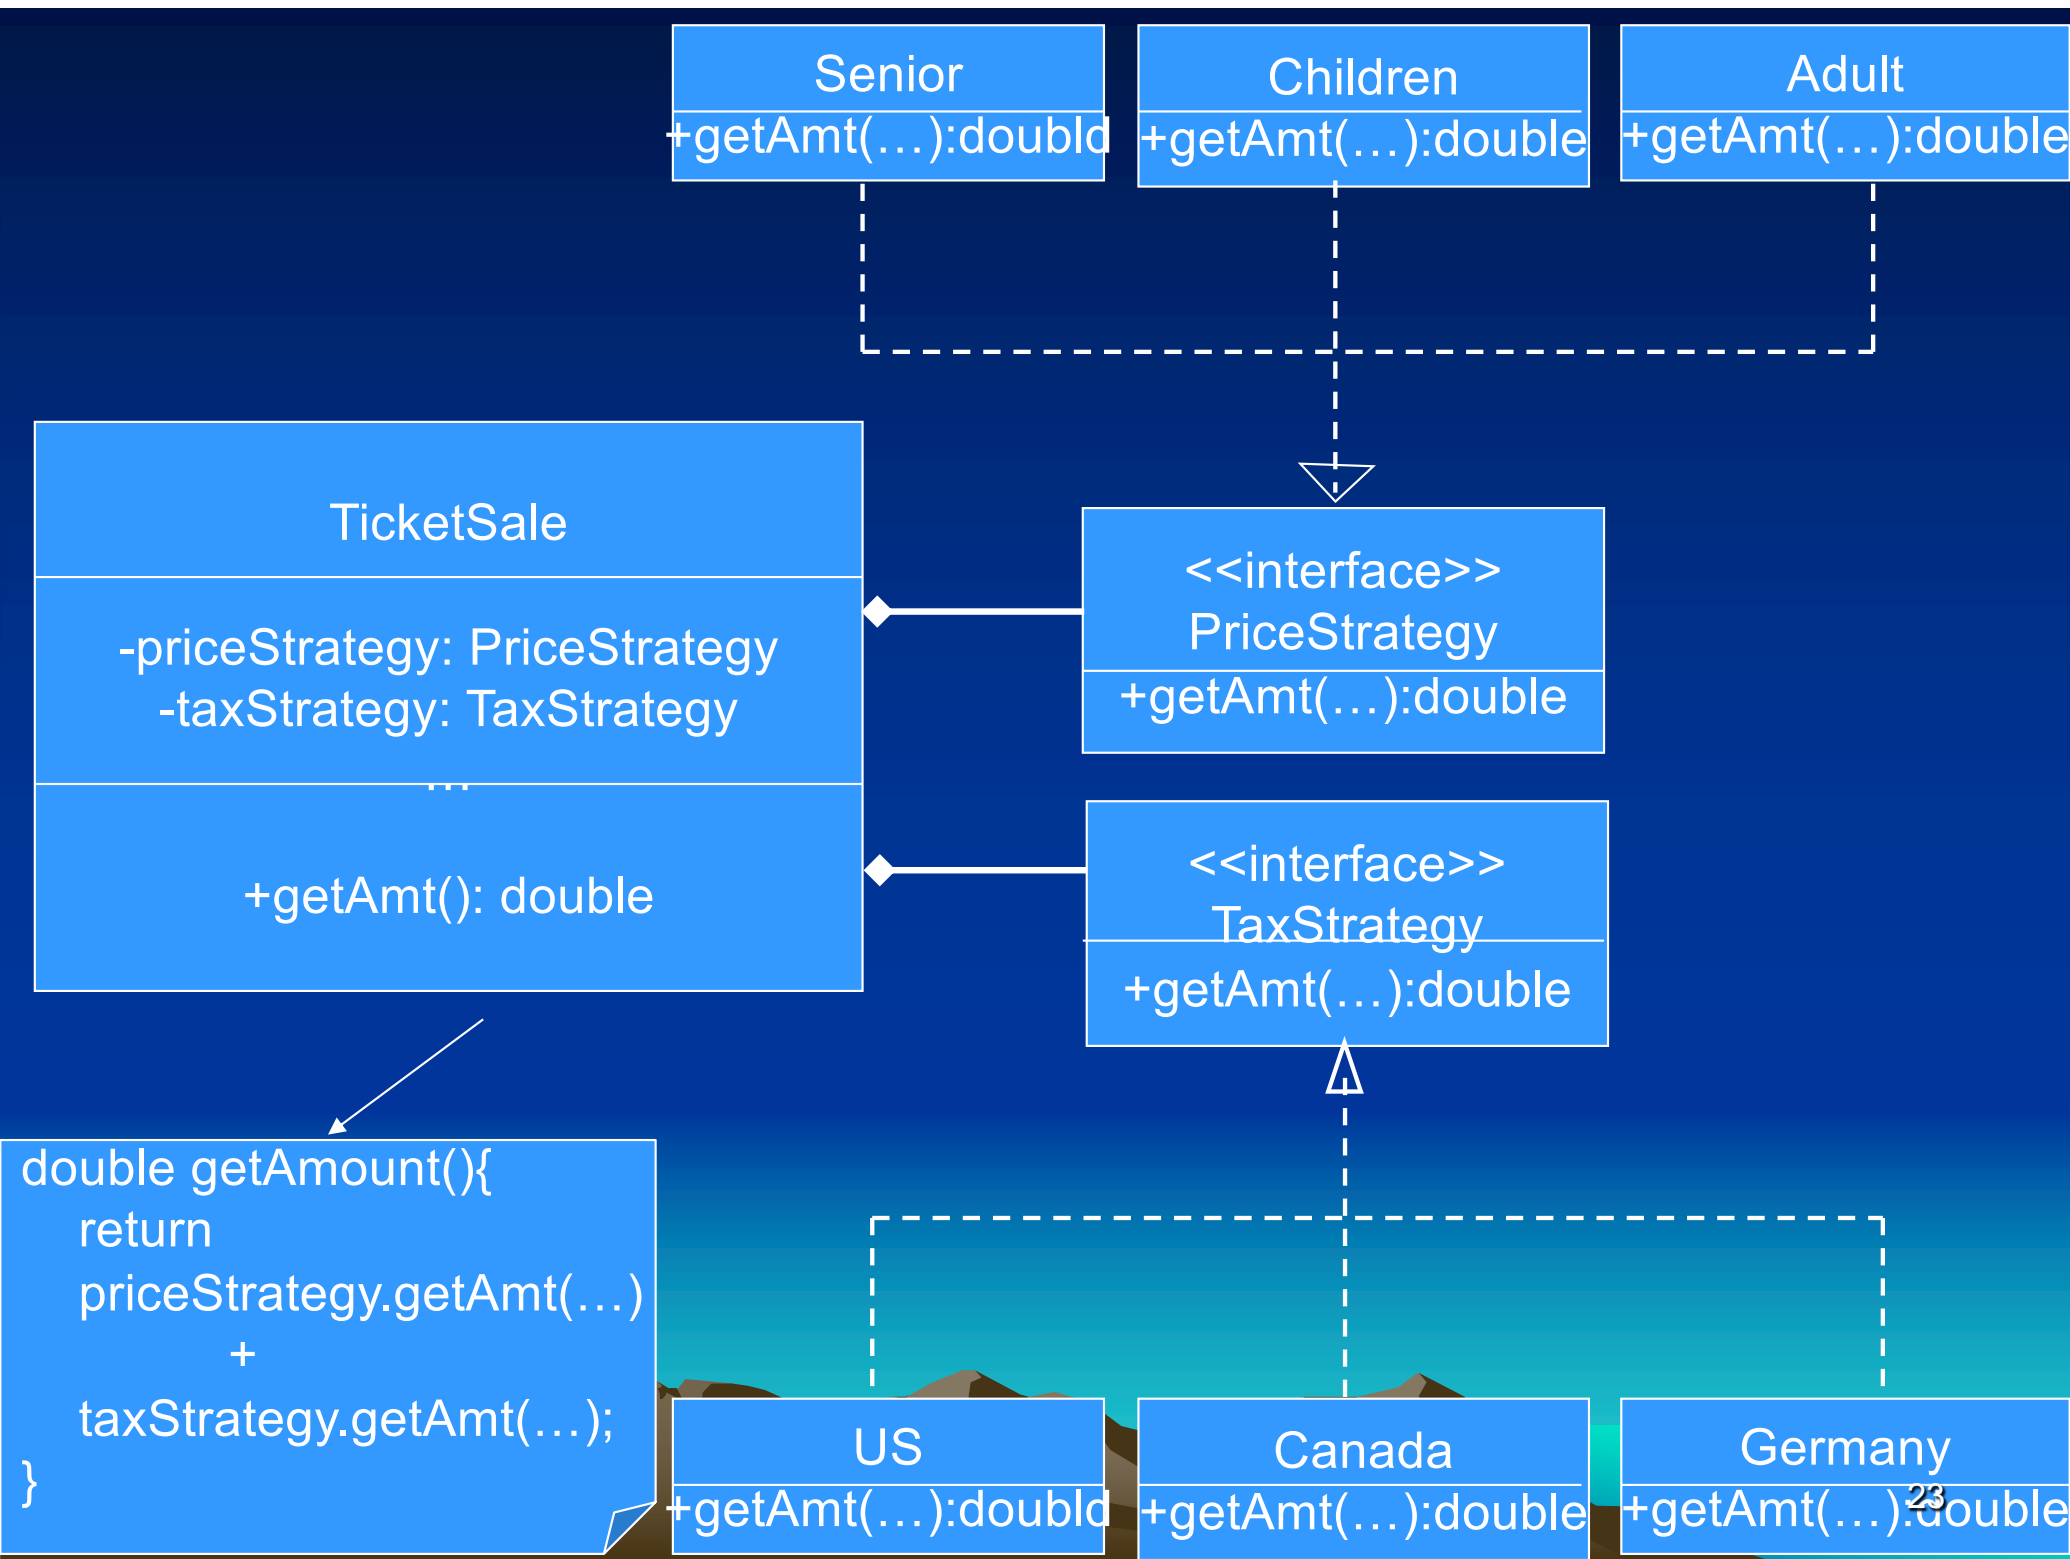 Senior
+getAmt(…):doubld
Children
+getAmt(…):double
Adult
+getAmt(…):double
TicketSale
-priceStrategy: PriceStrategy
-taxStrategy: TaxStrategy
…
+getAmt(): double
<<interface>>
PriceStrategy
+getAmt(…):double
<<interface>>
TaxStrategy
+getAmt(…):double
double getAmount(){
return
priceStrategy.getAmt(…)
+
taxStrategy.getAmt(…);
}
US
+getAmt(…):doubld
Canada
+getAmt(…):double
Germany
+getAmt(…):double
23